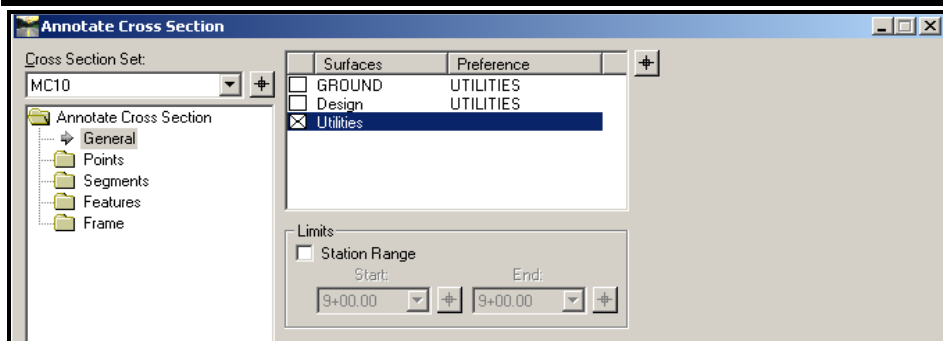 Annotate Cross Section
Cross Section Set:
MC10
Annotate Cross Section
General
Points
Segments
Features
Frame
Surfaces Preference
GROUND UTILITIES
Design UTILITIES
Utilities
Limits
Station Range
Start: End:
9+00.00 9+00.00